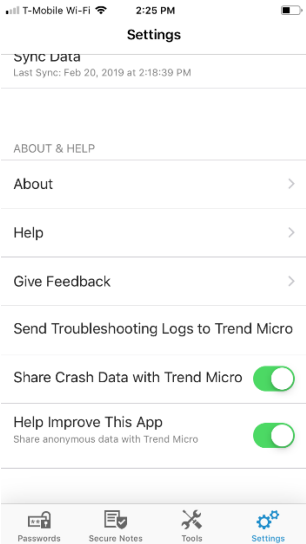 T-Mobile Wi-Fi 2:25 PM
Settings
Sync Data
Last Sync: Feb 20, 2019 at 2:18:39 PM
ABOUT & HELP
About
Help
Give Feedback
Send Troubleshooting Logs to Trend Micro
Share Crash Data with Trend Micro
Help Improve This App
Share anonymous data with Trend Micro
Passwords Secure Notes Tools Settings